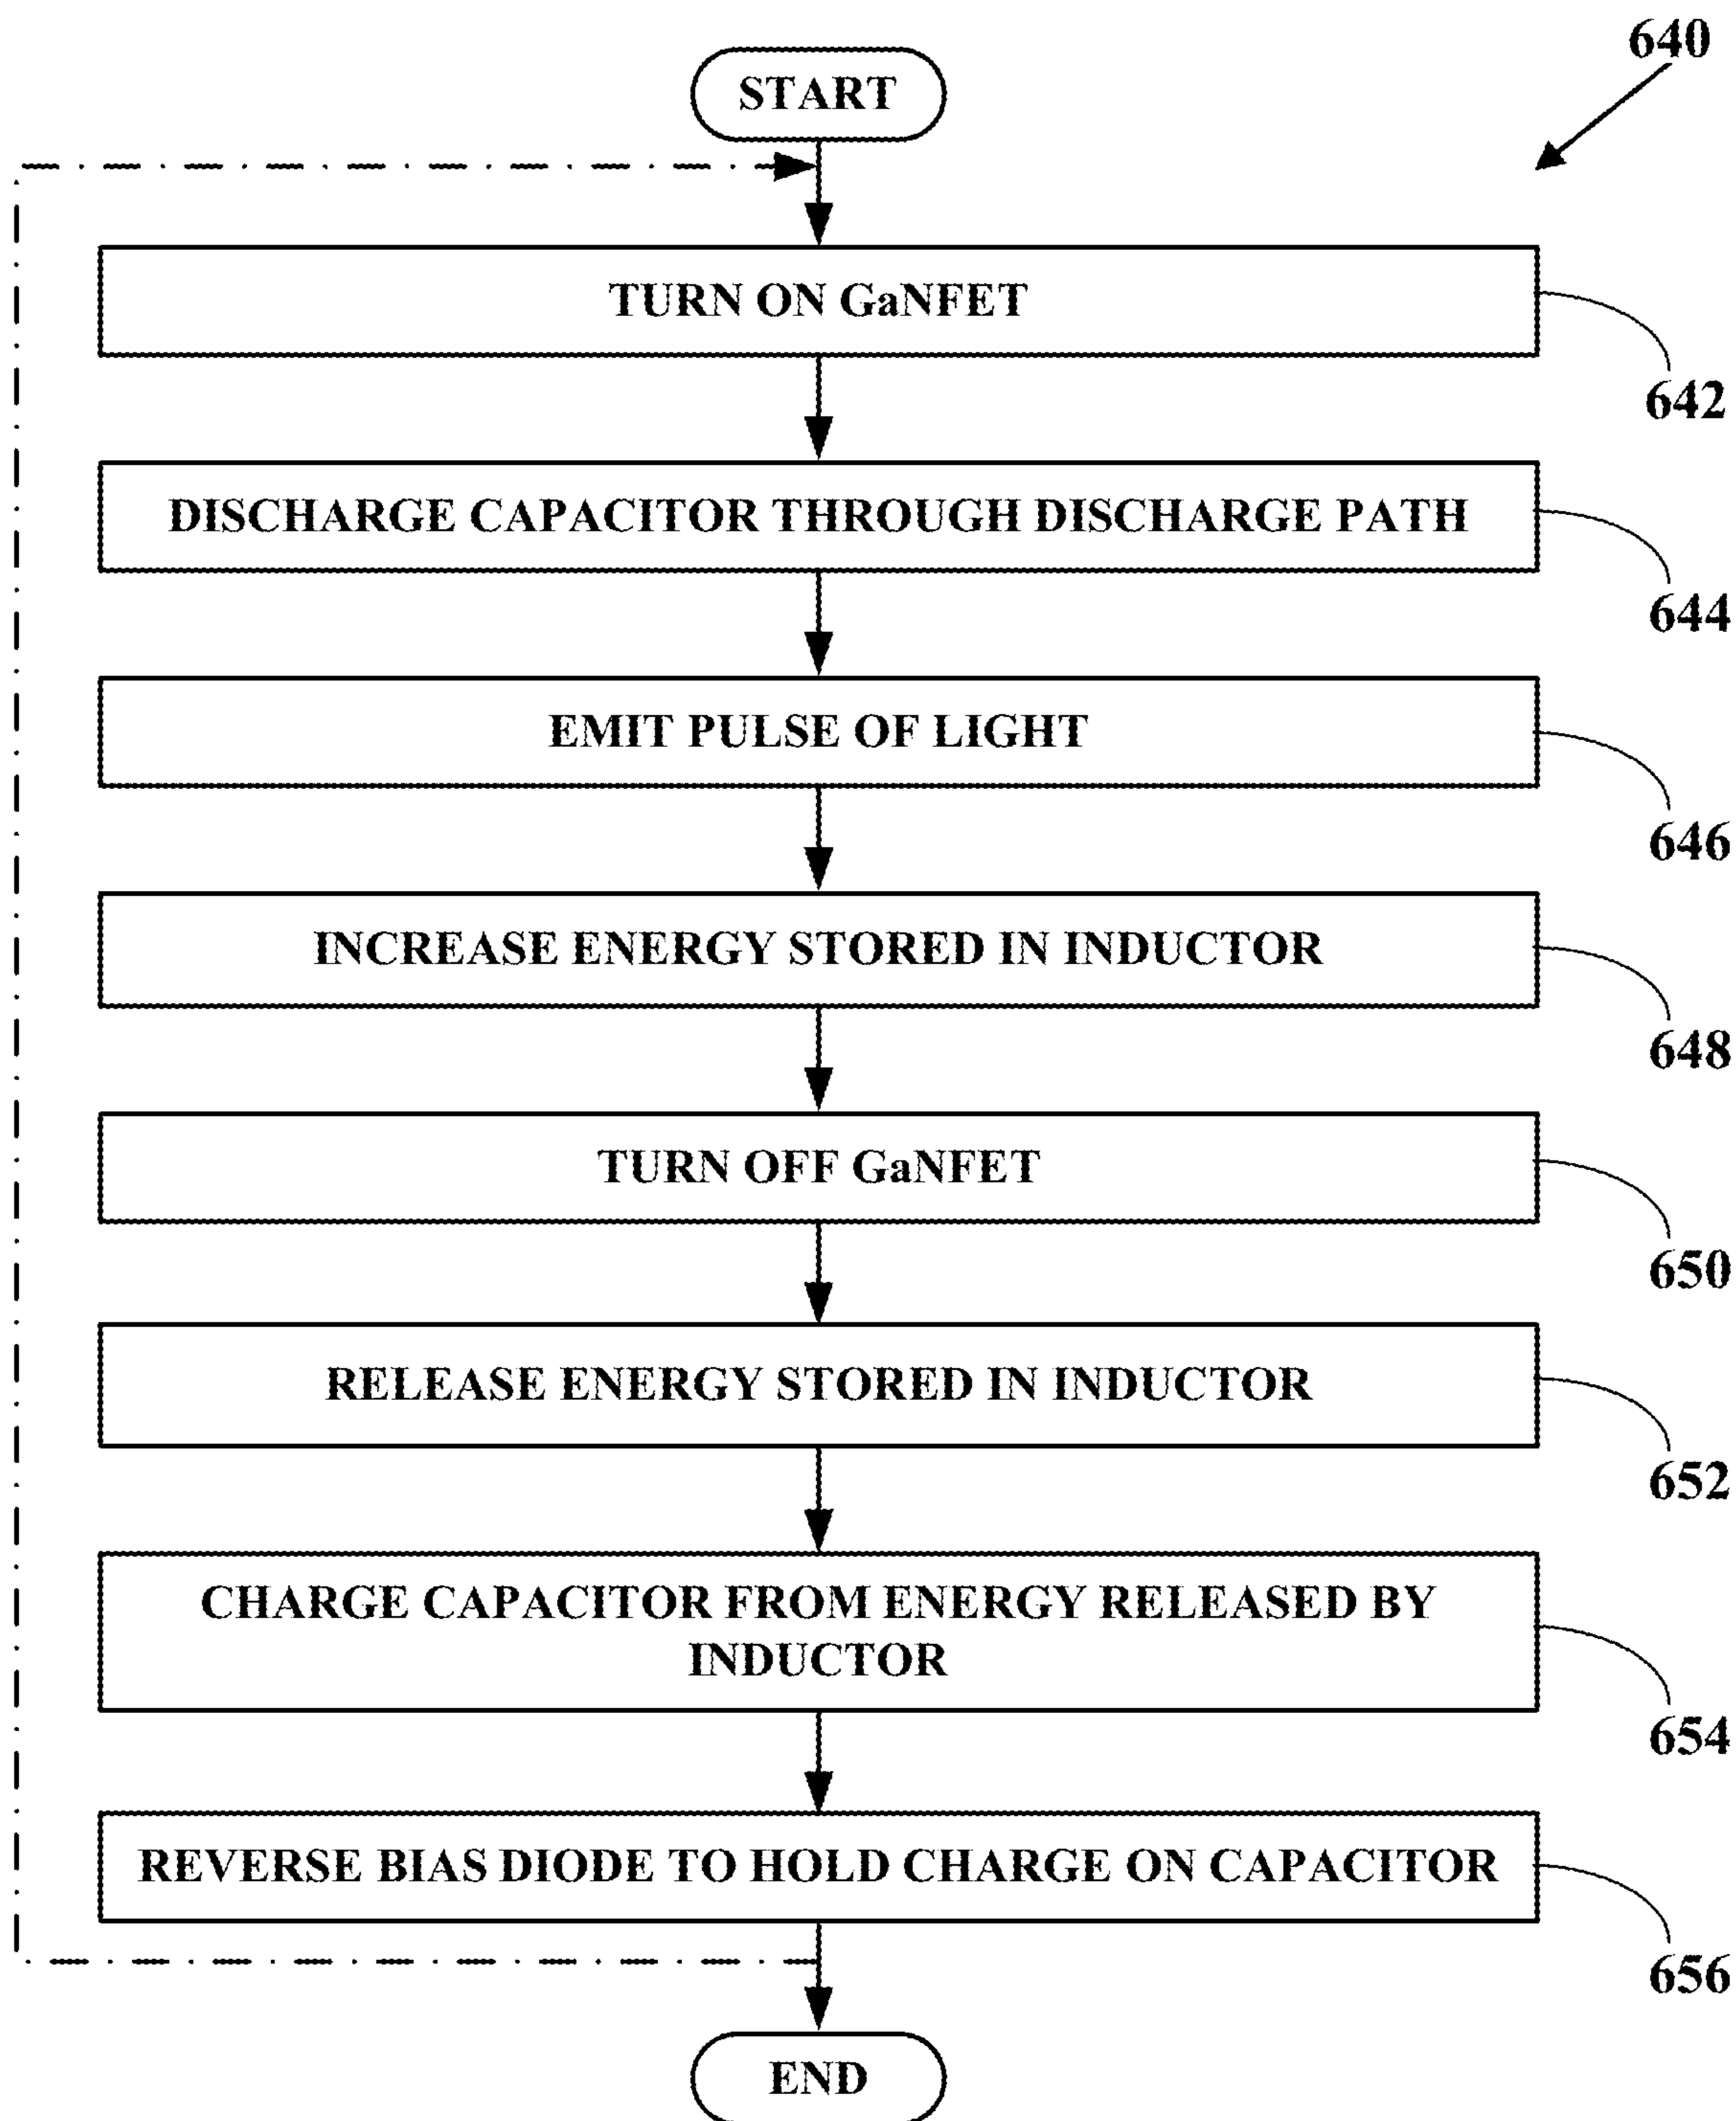 640
START
TURN ON GaNFET
642
DISCHARGE CAPACITOR THROUGH DISCHARGE PATH
644
EMIT PULSE OF LIGHT
646
INCREASE ENERGY STORED IN INDUCTOR
648
TURN OFF GaNFET
650
RELEASE ENERGY STORED IN INDUCTOR
652
CHARGE CAPACITOR FROM ENERGY RELEASED BY
INDUCTOR
654
REVERSE BIAS DIODE TO HOLD CHARGE ON CAPACITOR
656
END